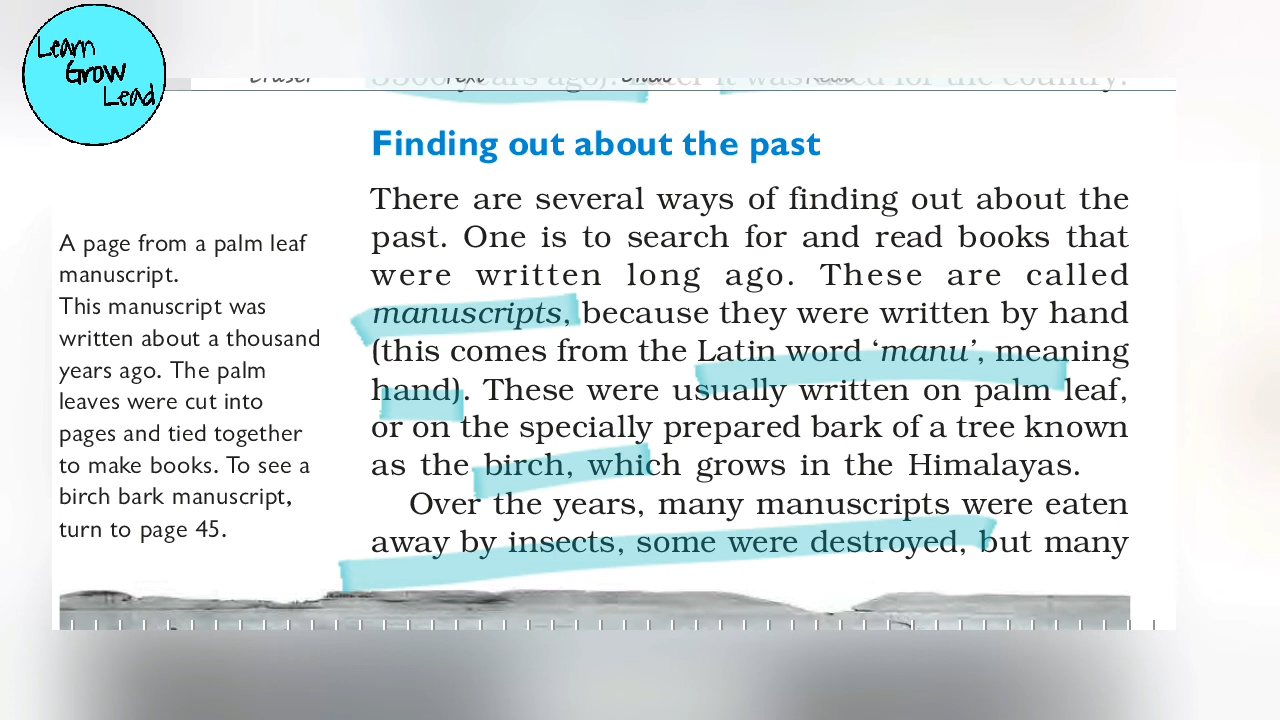 Learn
Grow
Lead
Finding out about the past
There are several ways of finding out about the
past. One is to search for and read books that
were written long ago. These are called
manuscripts, because they were written by hand
(this comes from the Latin word ‘manu’, meaning
hand). These were usually written on palm leaf,
or on the specially prepared bark of a tree known
as the birch, which grows in the Himalayas.
Over the years, many manuscripts were eaten
away by insects, some were destroyed, but many
A page from a palm leaf
manuscript.
This manuscript was
written about a thousand
years ago. The palm
leaves were cut into
pages and tied together
to make books. To see a
birch bark manuscript,
turn to page 45.